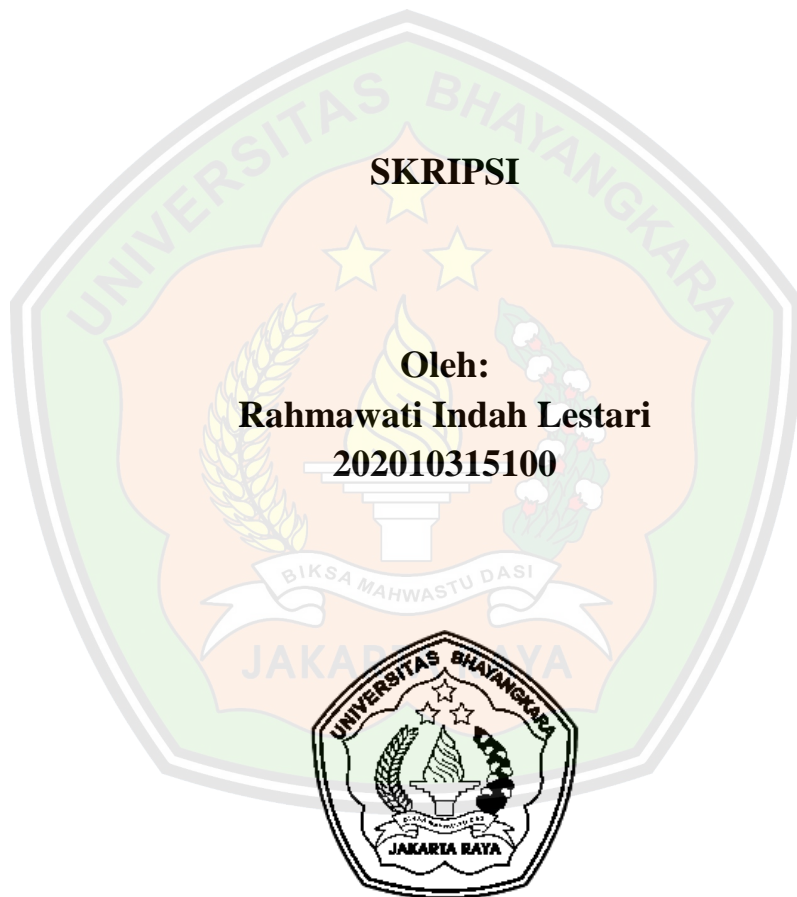 UNIVERSITAS BHAYANGKARA
SKRIPSI
Oleh:
Rahmawati Indah Lestari
202010315100
BIKSA MAHWASTU DASI
JAKARTA RAYA
UNIVERSITAS BHAYANGKARA
JAKARTA RAYA